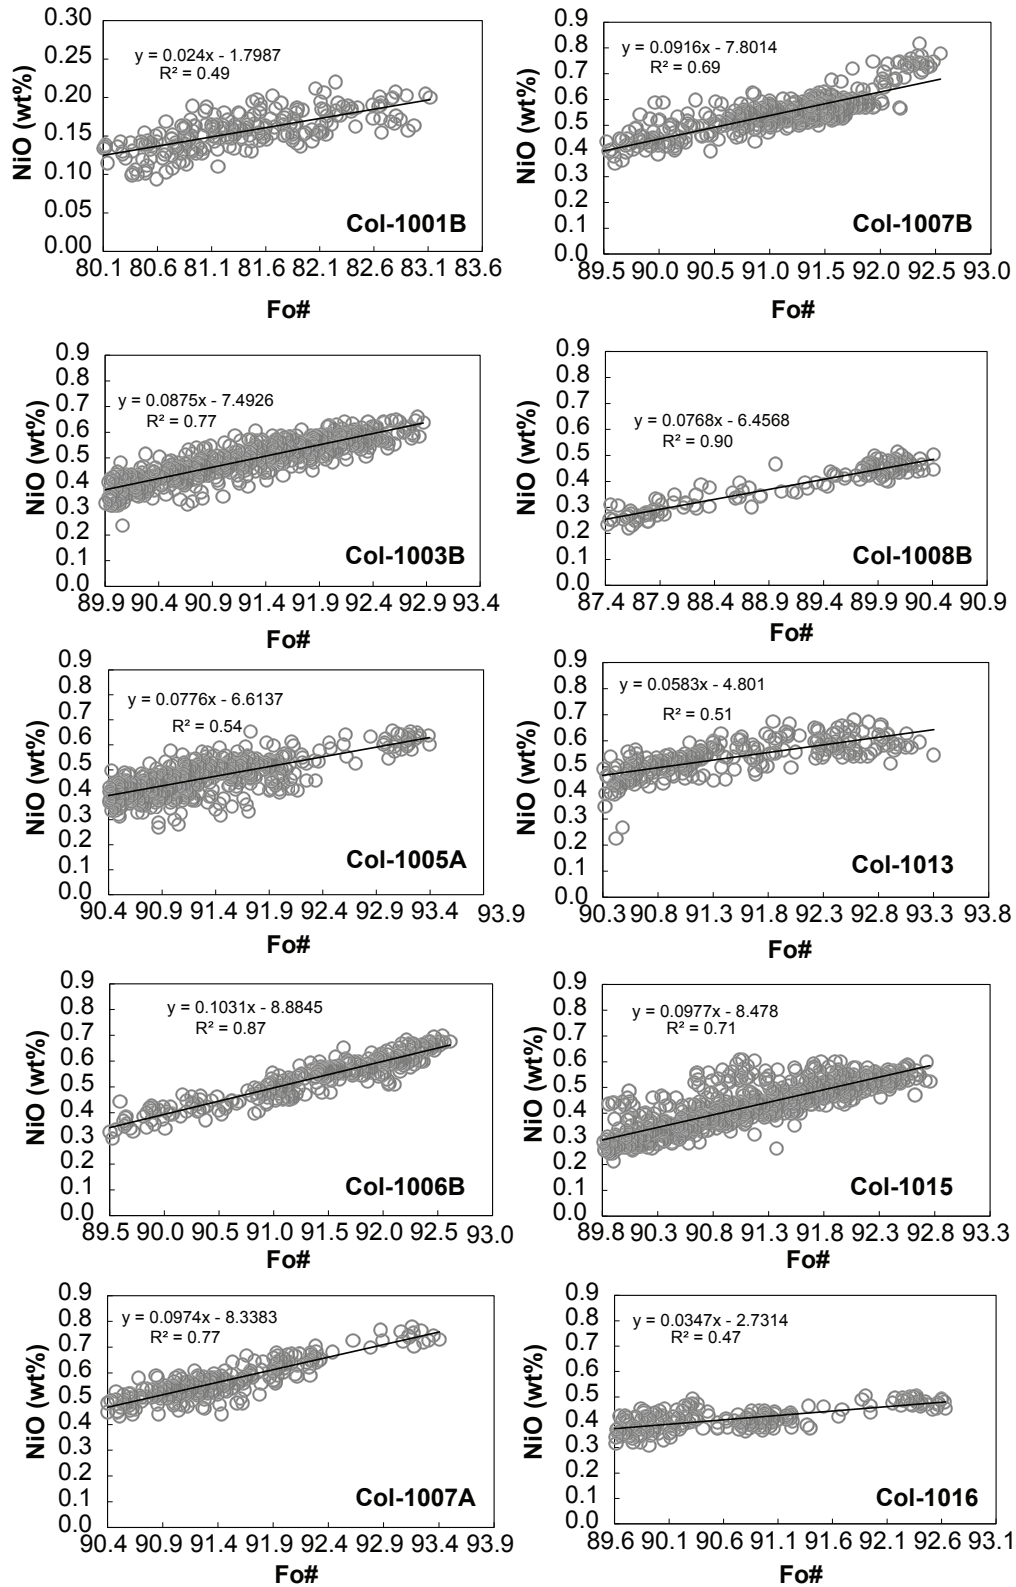 0.30
0.20
0.15
0.10
0.05
0.00
NiO (wt%)
y = 0.024x - 1.7987
R² = 0.49
Col-1001B
80.1 80.6 81.1 81.6 82.1 82.6 83.1 83.6
Fo#
0.9
0.8
0.7
0.6
0.5
0.4
0.3
0.2
0.1
0.0
NiO (wt%)
y = 0.0916x - 7.8014
R² = 0.69
Col-1007B
89.5 90.0 90.5 91.0 91.5 92.0 92.5 93.0
Fo#
0.9
0.8
0.7
0.6
0.5
0.4
0.3
0.2
0.1
0.0
NiO (wt%)
y = 0.0875x - 7.4926
R² = 0.77
Col-1003B
89.9 90.4 90.9 91.4 91.9 92.4 92.9 93.4
Fo#
0.9
0.8
0.7
0.6
0.5
0.4
0.3
0.2
0.1
0.0
NiO (wt%)
y = 0.0768x - 6.4568
R² = 0.90
Col-1008B
87.4 87.9 88.4 88.9 89.4 89.9 90.4 90.9
Fo#
0.9
0.8
0.7
0.6
0.5
0.4
0.3
0.2
0.1
0.0
NiO (wt%)
y = 0.0776x - 6.6137
R² = 0.54
Col-1005A
90.4 90.9 91.4 91.9 92.4 92.9 93.4 93.9
Fo#
0.9
0.8
0.7
0.6
0.5
0.4
0.3
0.2
0.1
0.0
NiO (wt%)
y = 0.0583x - 4.801
R² = 0.51
Col-1013
90.3 90.8 91.3 91.8 92.3 92.8 93.3 93.8
Fo#
0.9
0.8
0.7
0.6
0.5
0.4
0.3
0.2
0.1
0.0
NiO (wt%)
y = 0.1031x - 8.8845
R² = 0.87
Col-1006B
89.5 90.0 90.5 91.0 91.5 92.0 92.5 93.0
Fo#
0.9
0.8
0.7
0.6
0.5
0.4
0.3
0.2
0.1
0.0
NiO (wt%)
y = 0.0977x - 8.478
R² = 0.71
Col-1015
89.8 90.3 90.8 91.3 91.8 92.3 92.8 93.3
Fo#
0.9
0.8
0.7
0.6
0.5
0.4
0.3
0.2
0.1
0.0
NiO (wt%)
y = 0.0974x - 8.3383
R² = 0.77
Col-1007A
90.4 90.9 91.4 91.9 92.4 92.9 93.4 93.9
Fo#
0.9
0.8
0.7
0.6
0.5
0.4
0.3
0.2
0.1
0.0
NiO (wt%)
y = 0.0347x - 2.7314
R² = 0.47
Col-1016
89.6 90.1 90.6 91.1 91.6 92.1 92.6 93.1
Fo#